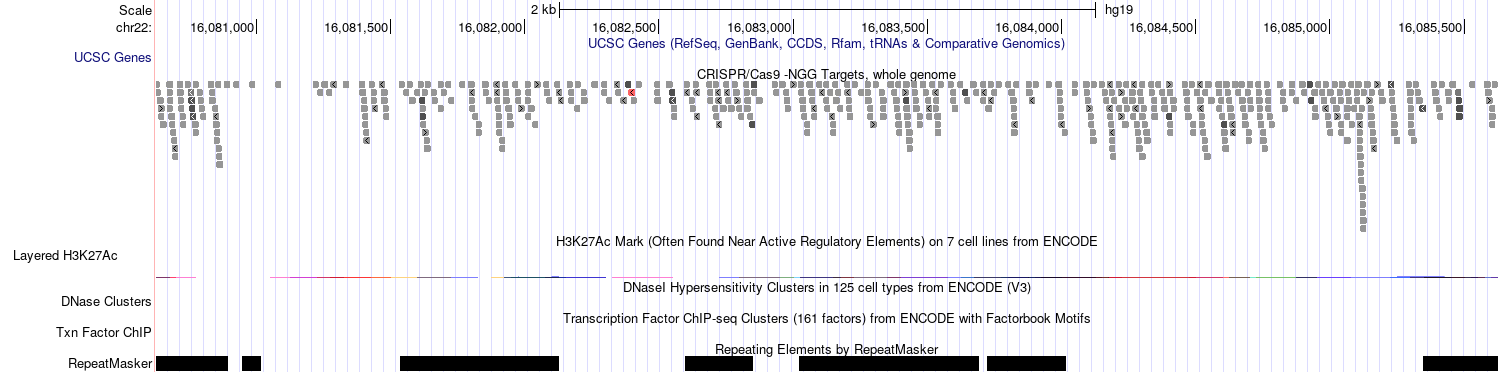 Scale 2 kb hg19
chr22: 16,081,000 16,081,500 16,082,000 16,082,500 16,083,000 16,083,500 16,084,000 16,084,500 16,085,000 16,085,500
UCSC Genes (RefSeq, GenBank, CCDS, Rfam, tRNAs & Comparative Genomics)
UCSC Genes
CRISPR/Cas9 -NGG Targets, whole genome
H3K27Ac Mark (Often Found Near Active Regulatory Elements) on 7 cell lines from ENCODE
Layered H3K27Ac
DNaseI Hypersensitivity Clusters in 125 cell types from ENCODE (V3)
DNase Clusters
Transcription Factor ChIP-seq Clusters (161 factors) from ENCODE with Factorbook Motifs
Txn Factor ChIP
Repeating Elements by RepeatMasker
RepeatMasker